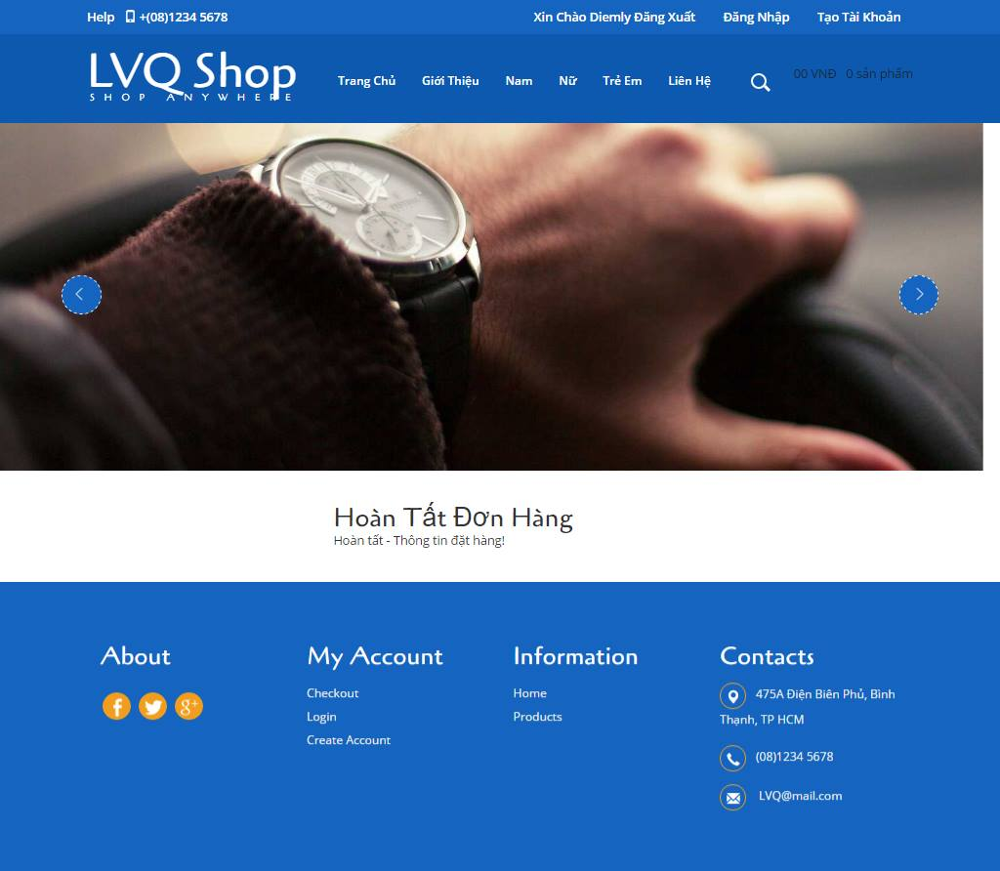 Help +(08)1234 5678 Xin Chào Diemly Đăng Xuất Đăng Nhập Tạo Tài Khoản
LVQ Shop
SHOP ANYWHERE
Trang Chủ Giới Thiệu Nam Nữ Trẻ Em Liên Hệ 00 VNĐ 0 sản phẩm
Hoàn Tất Đơn Hàng
Hoàn tất - Thông tin đặt hàng!
About
My Account
Checkout
Login
Create Account
Information
Home
Products
Contacts
475A Điện Biên Phủ, Bình
Thạnh, TP HCM
(08)1234 5678
LVQ@mail.com